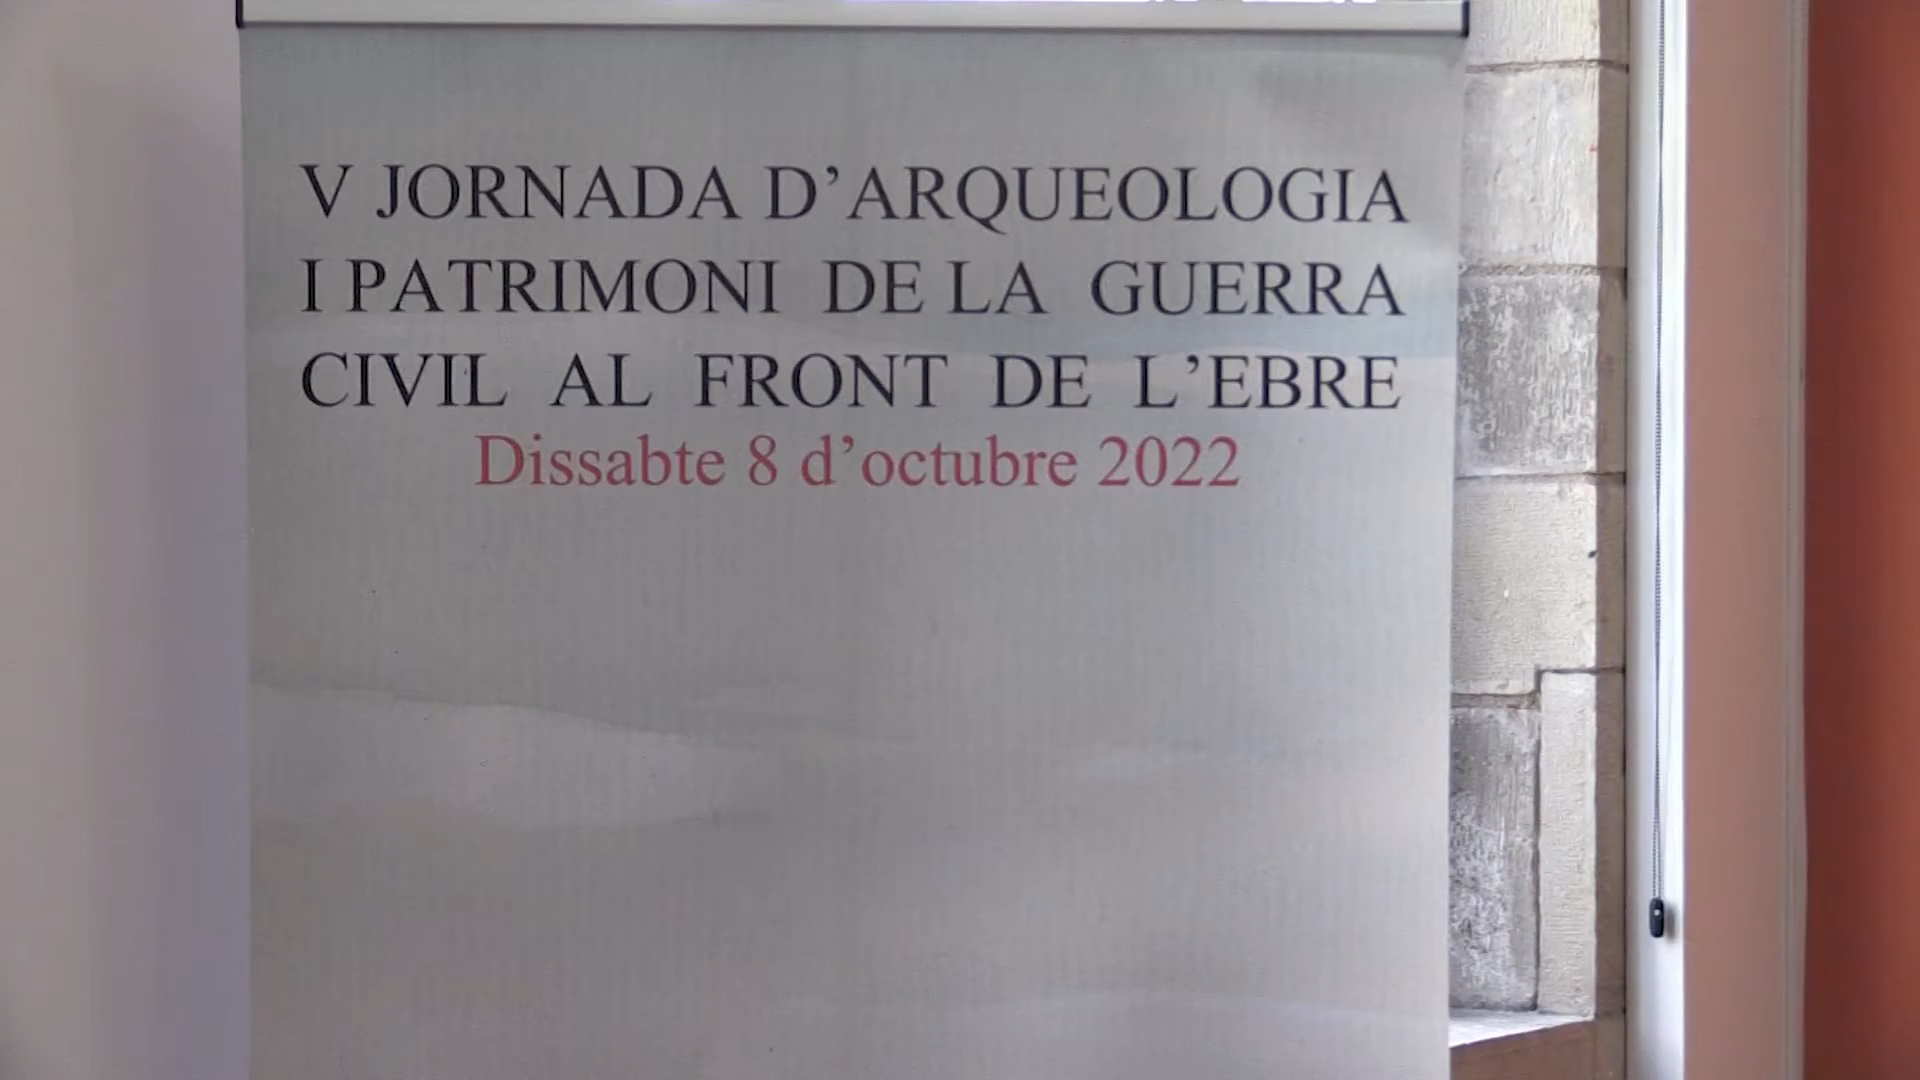 V JORNADA D’ARQUEOLOGIA
I PATRIMONI DE LA GUERRA
CIVIL AL FRONT DE L’EBRE
Dissabte 8 d’octubre 2022